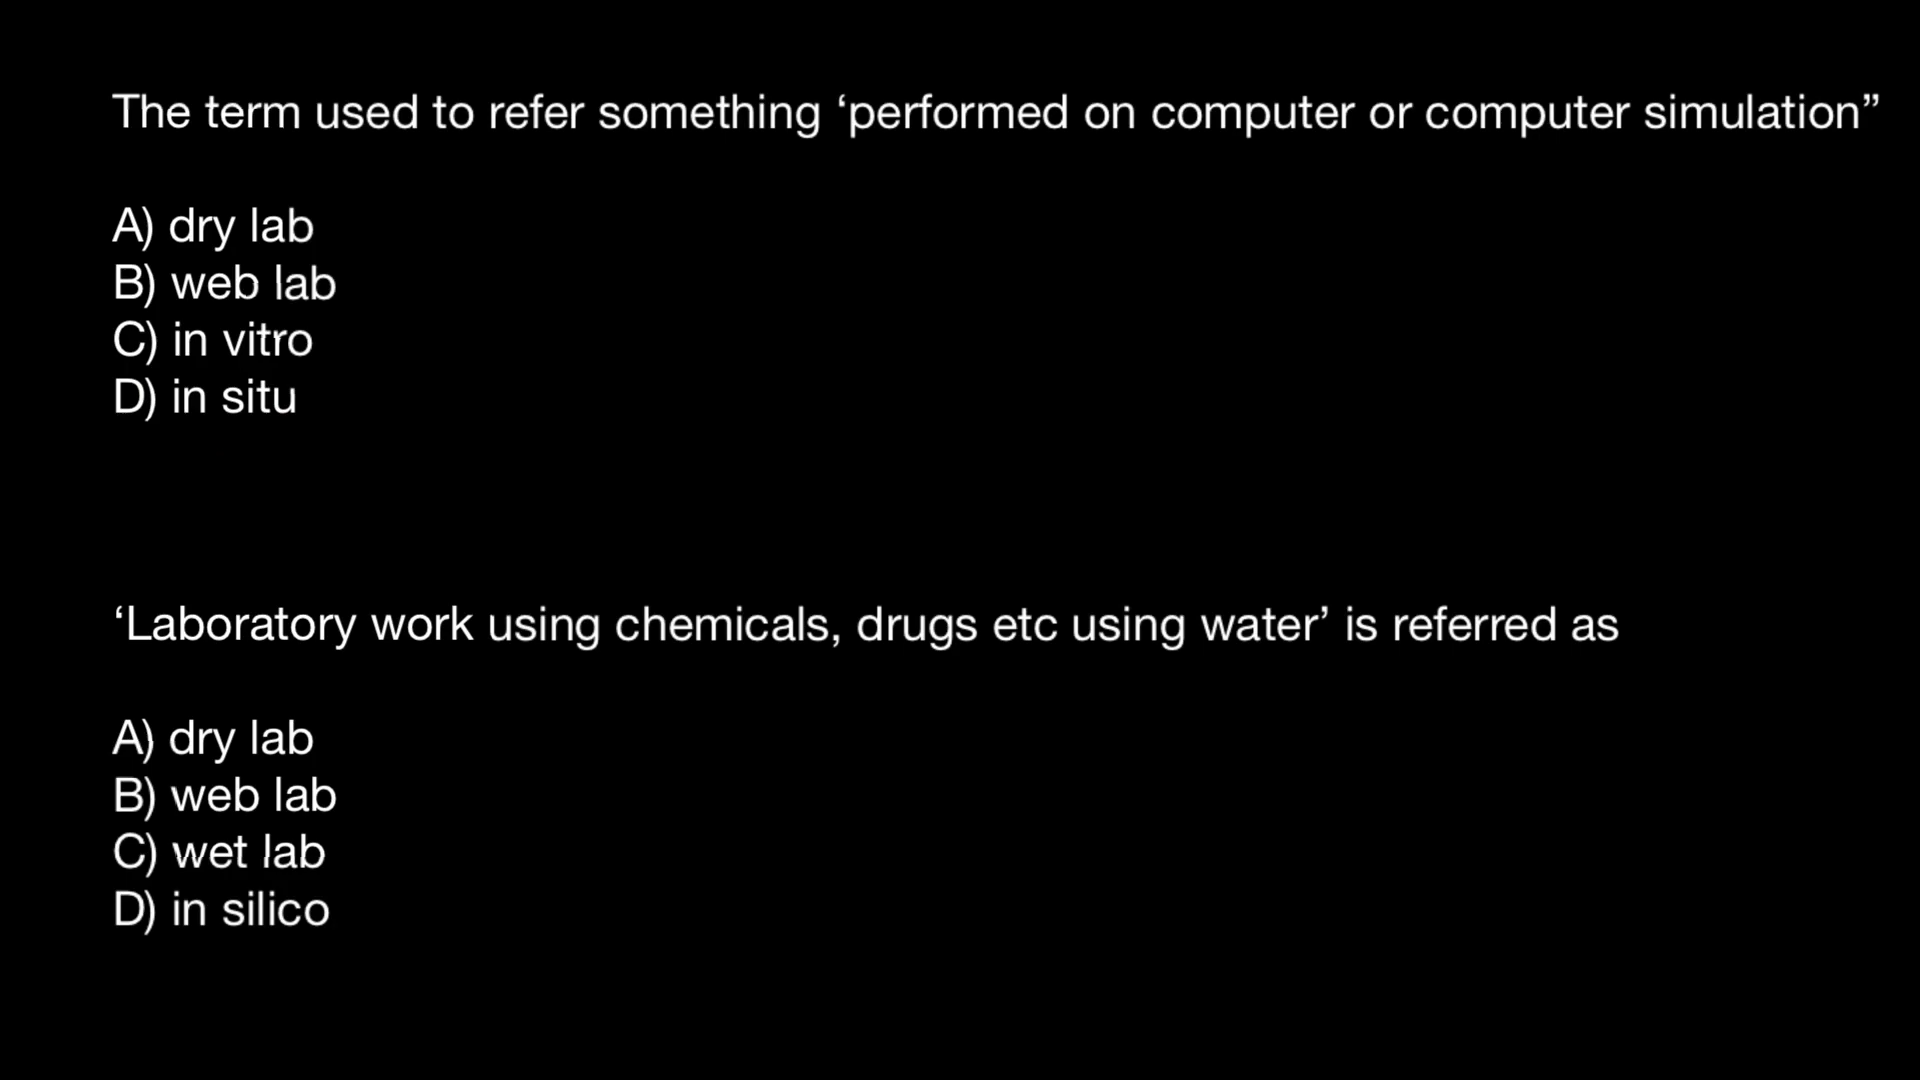 The term used to refer something ‘performed on computer or computer simulation”
A) dry lab
B) web lab
C) in vitro
D) in situ
‘Laboratory work using chemicals, drugs etc using water’ is referred as
A) dry lab
B) web lab
C) wet lab
D) in silico